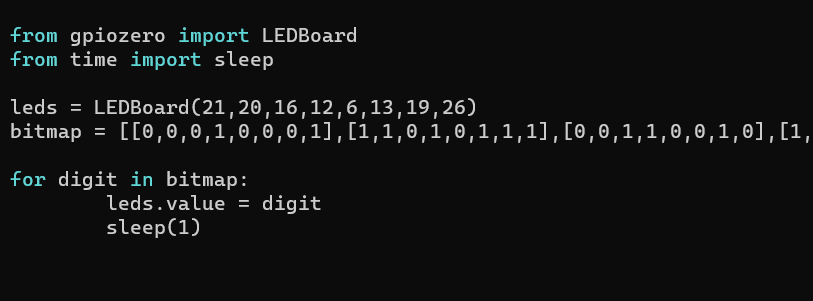 from gpiozero import LEDBoard
from time import sleep
leds = LEDBoard(21,20,16,12,6,13,19,26)
bitmap = [[0,0,0,1,0,0,0,1],[1,1,0,1,0,1,1,1],[0,0,1,1,0,0,1,0],[1,
for digit in bitmap:
        leds.value = digit
        sleep(1)